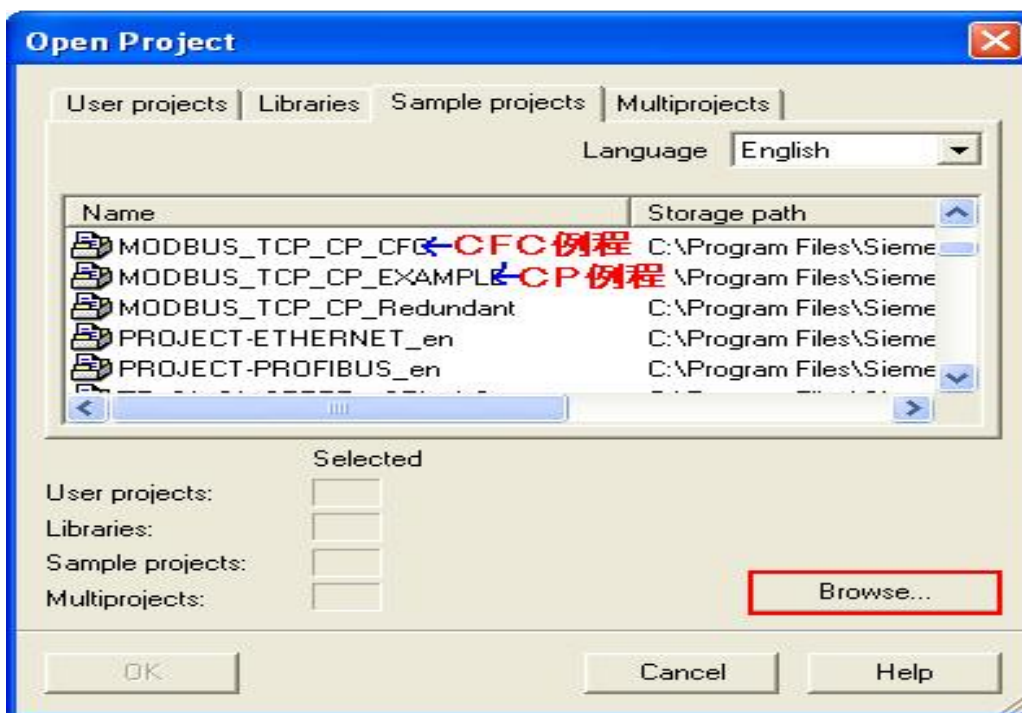 Open Project
User projects Libraries Sample projects Multiprojects
Language English
Name Storage path
MODBUS_TCP_CP_CFC ←CFC例程 C:\Program Files\Sieme
MODBUS_TCP_CP_EXAMPLE ←CP例程 \Program Files\Sieme
MODBUS_TCP_CP_Redundant C:\Program Files\Sieme
PROJECT-ETHERNET_en C:\Program Files\Sieme
PROJECT-PROFIBUS_en C:\Program Files\Sieme
Selected
User projects:
Libraries:
Sample projects:
Multiprojects:
Browse...
OK Cancel Help